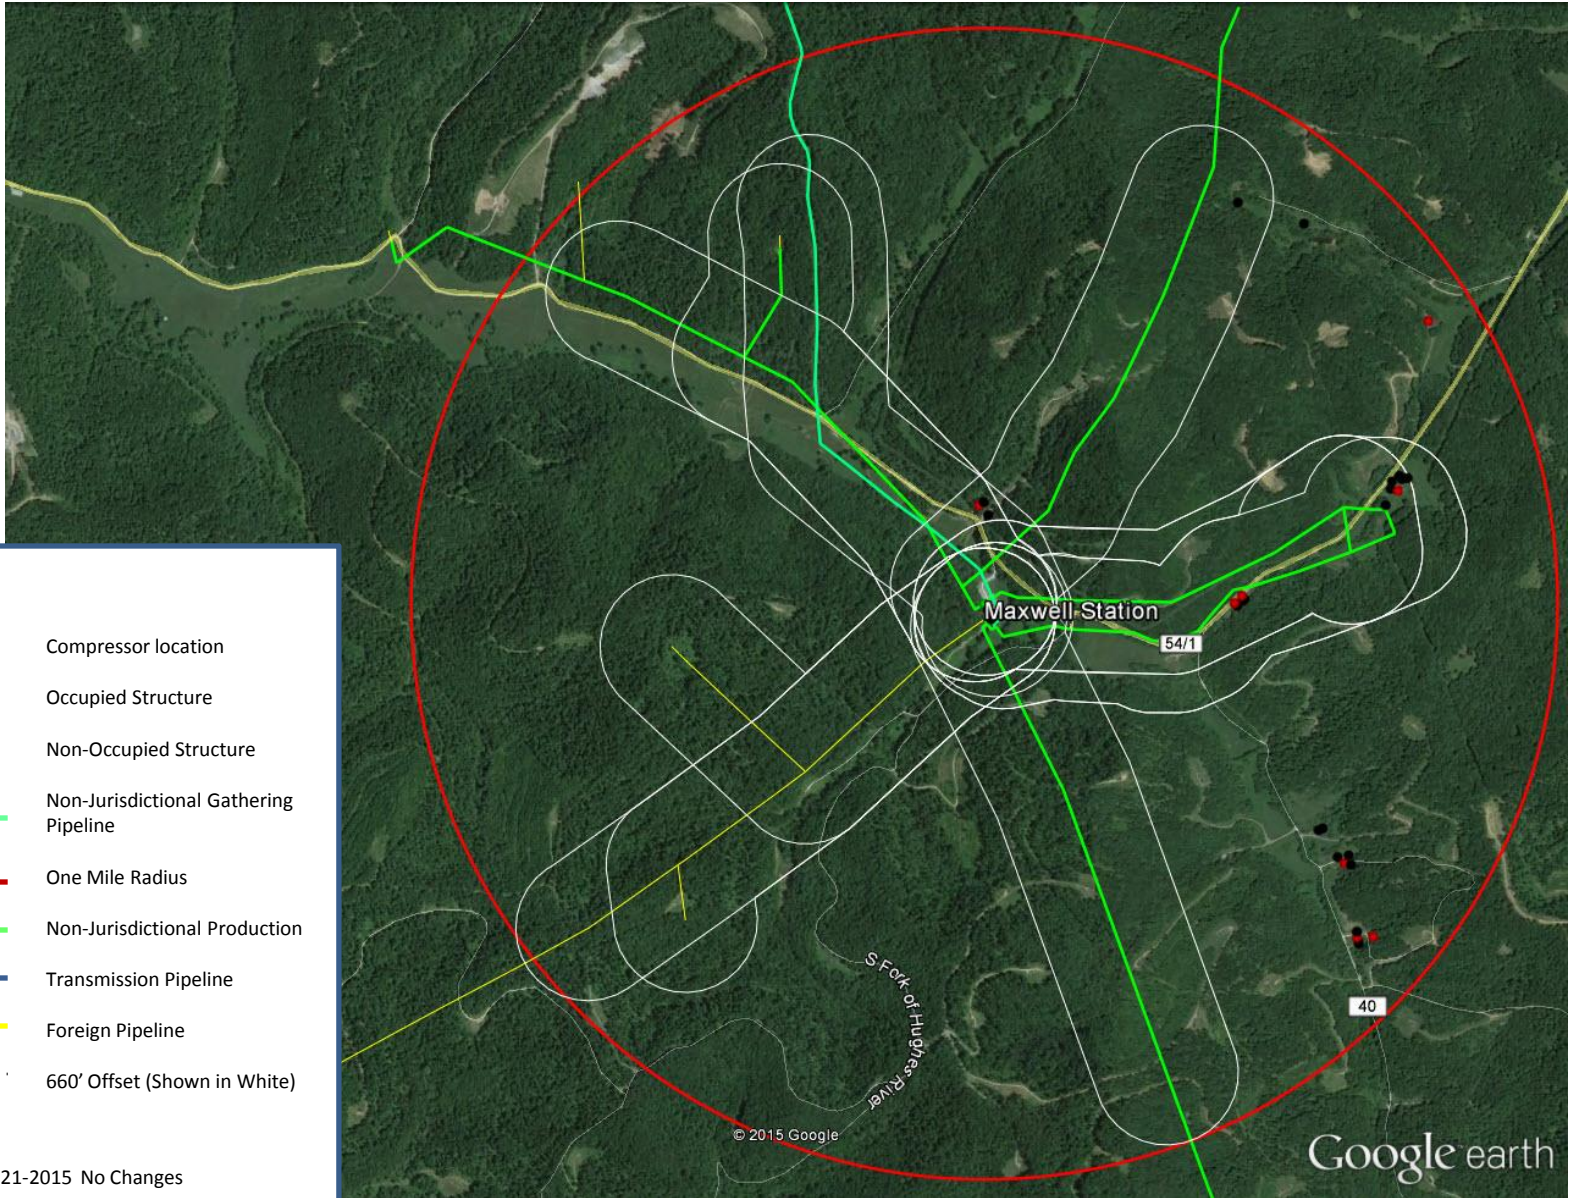 Maxwell Station
54/1
S Fork of Hughes River
40
© 2015 Google
Google earth
Compressor location
Occupied Structure
Non-Occupied Structure
Non-Jurisdictional Gathering
Pipeline
One Mile Radius
Non-Jurisdictional Production
Transmission Pipeline
Foreign Pipeline
660’ Offset (Shown in White)
21-2015 No Changes